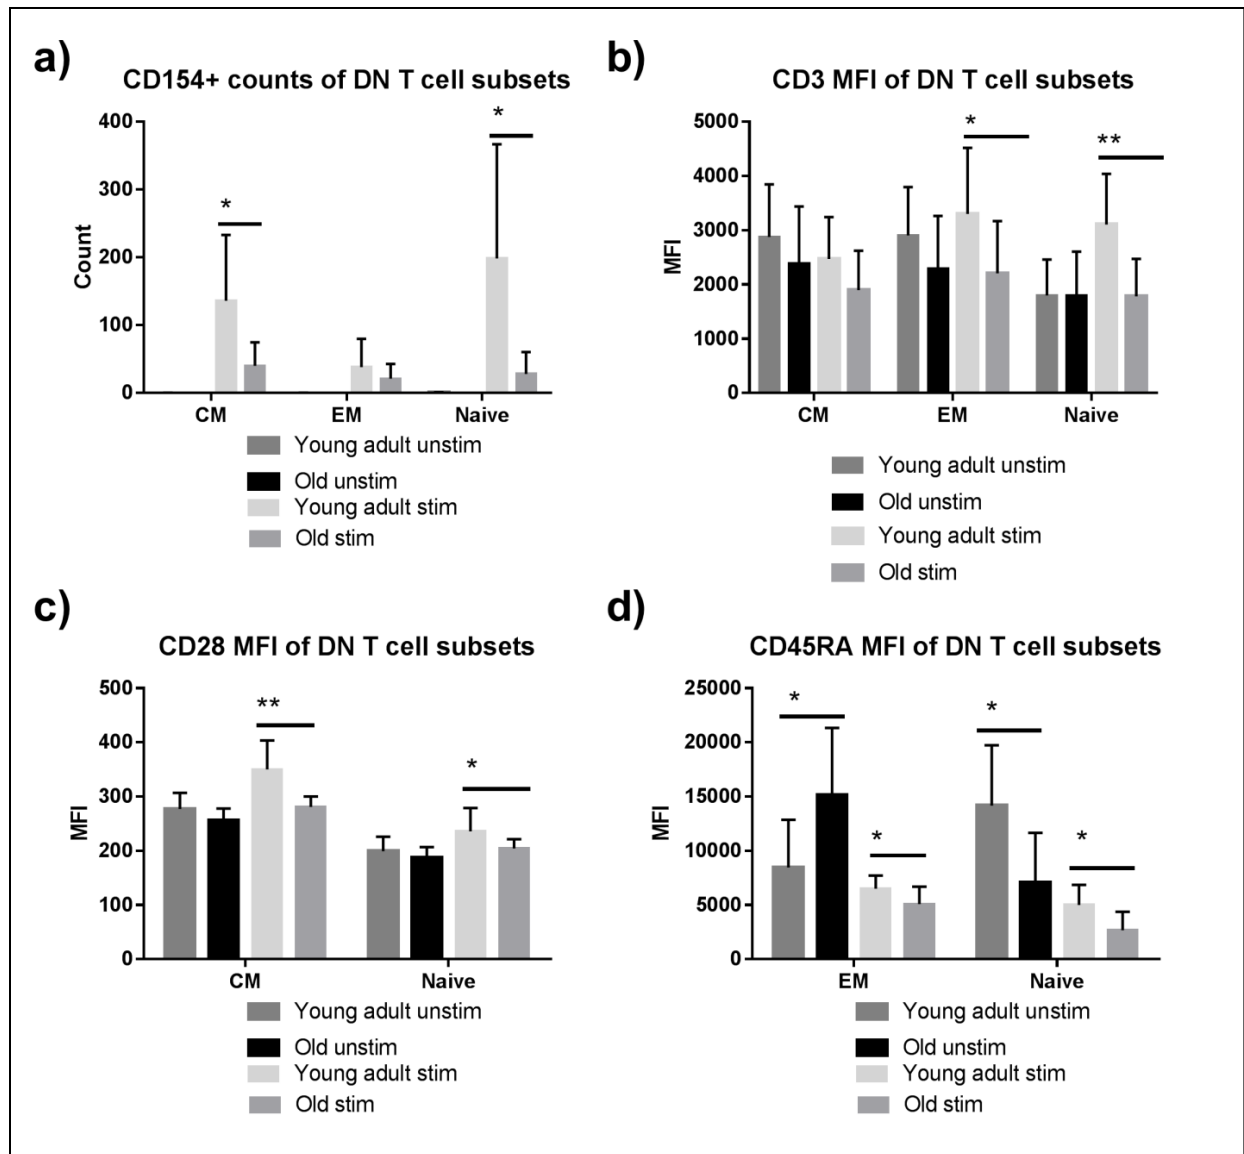 a)
CD154+ counts of DN T cell subsets
*
*
400
300
200
100
0
Count
CM EM Naive
Young adult unstim
Old unstim
Young adult stim
Old stim
b)
CD3 MFI of DN T cell subsets
*
**
5000
4000
3000
2000
1000
0
MFI
CM EM Naive
Young adult unstim
Old unstim
Young adult stim
Old stim
c)
CD28 MFI of DN T cell subsets
**
*
500
400
300
200
100
0
MFI
CM Naive
Young adult unstim
Old unstim
Young adult stim
Old stim
d)
CD45RA MFI of DN T cell subsets
*
*
*
*
25000
20000
15000
10000
5000
0
MFI
EM Naive
Young adult unstim
Old unstim
Young adult stim
Old stim